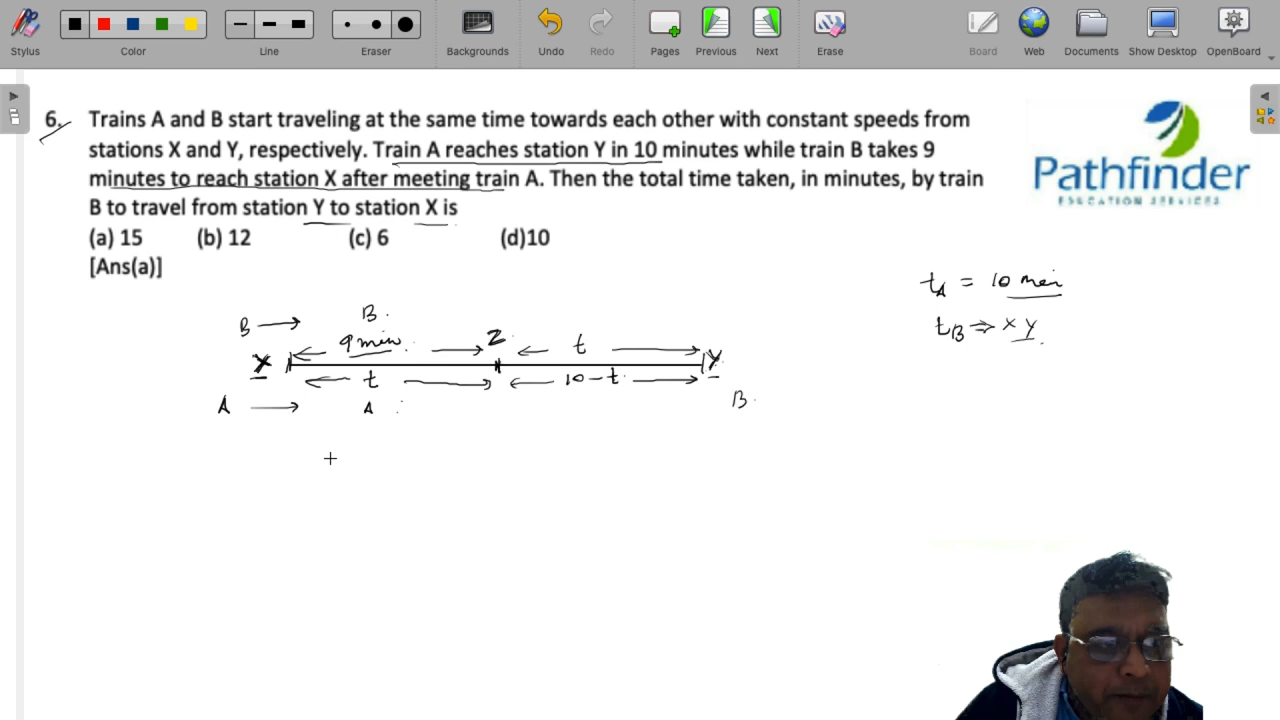 Stylus Color Line Eraser Backgrounds Undo Redo Pages Previous Next Erase Board Web Documents Show Desktop OpenBoard
6. Trains A and B start traveling at the same time towards each other with constant speeds from
stations X and Y, respectively. Train A reaches station Y in 10 minutes while train B takes 9
minutes to reach station X after meeting train A. Then the total time taken, in minutes, by train
B to travel from station Y to station X is
(a) 15 (b) 12 (c) 6 (d)10
[Ans(a)]
Pathfinder
EDUCATION SERVICES
tA = 10 min
tB ⇒ X Y.
B → B.
9 min. Z t
X Y
t 10-t
A → A B.